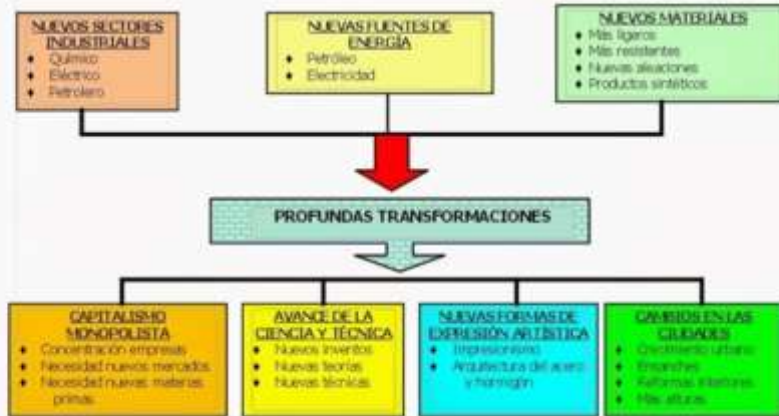 NUEVOS SECTORES
INDUSTRIALES
♦ Químico
♦ Eléctrico
♦ Petrolero
NUEVAS FUENTES DE
ENERGÍA
♦ Petróleo
♦ Electricidad
NUEVOS MATERIALES
♦ Más ligeros
♦ Más resistentes
♦ Nuevas aleaciones
♦ Productos sintéticos
PROFUNDAS TRANSFORMACIONES
CAPITALISMO
MONOPOLISTA
♦ Concentración empresas
♦ Necesidad nuevos mercados
♦ Necesidad nuevas materias
primas
AVANCE DE LA
CIENCIA Y TÉCNICA
♦ Nuevos inventos
♦ Nuevas teorías
♦ Nuevas técnicas
NUEVAS FORMAS DE
EXPRESIÓN ARTÍSTICA
♦ Impresionismo
♦ Arquitectura del acero
y hormigón
CAMBIOS EN LAS
CIUDADES
♦ Crecimiento urbano
♦ Ensanches
♦ Reformas interiores
♦ Más alturas